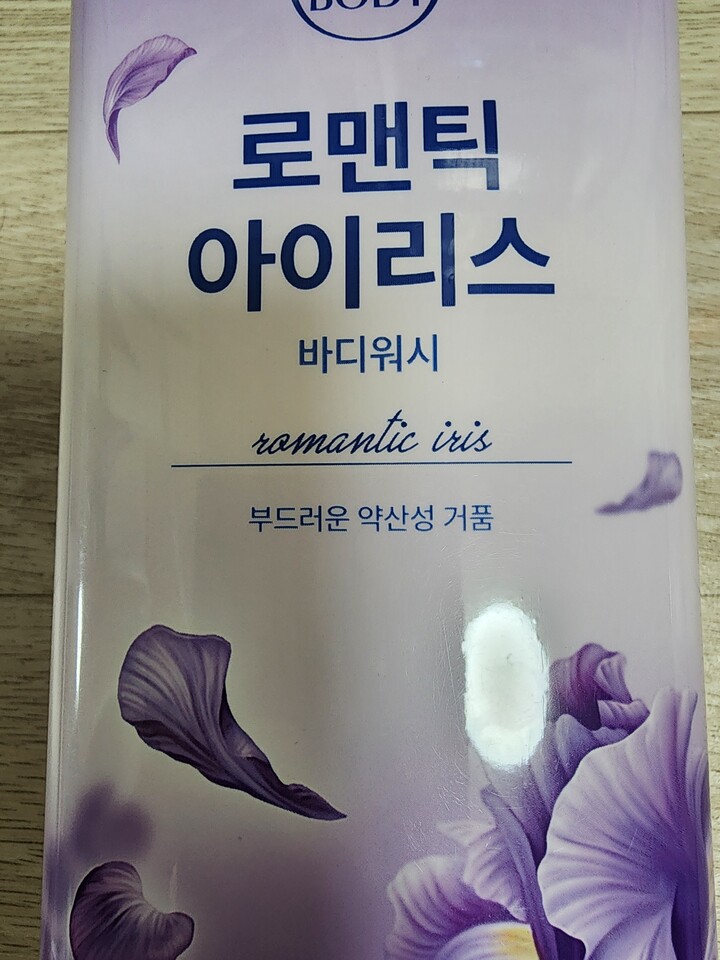 BODY
로맨틱
아이리스
바디워시
romantic iris
부드러운 약산성 거품